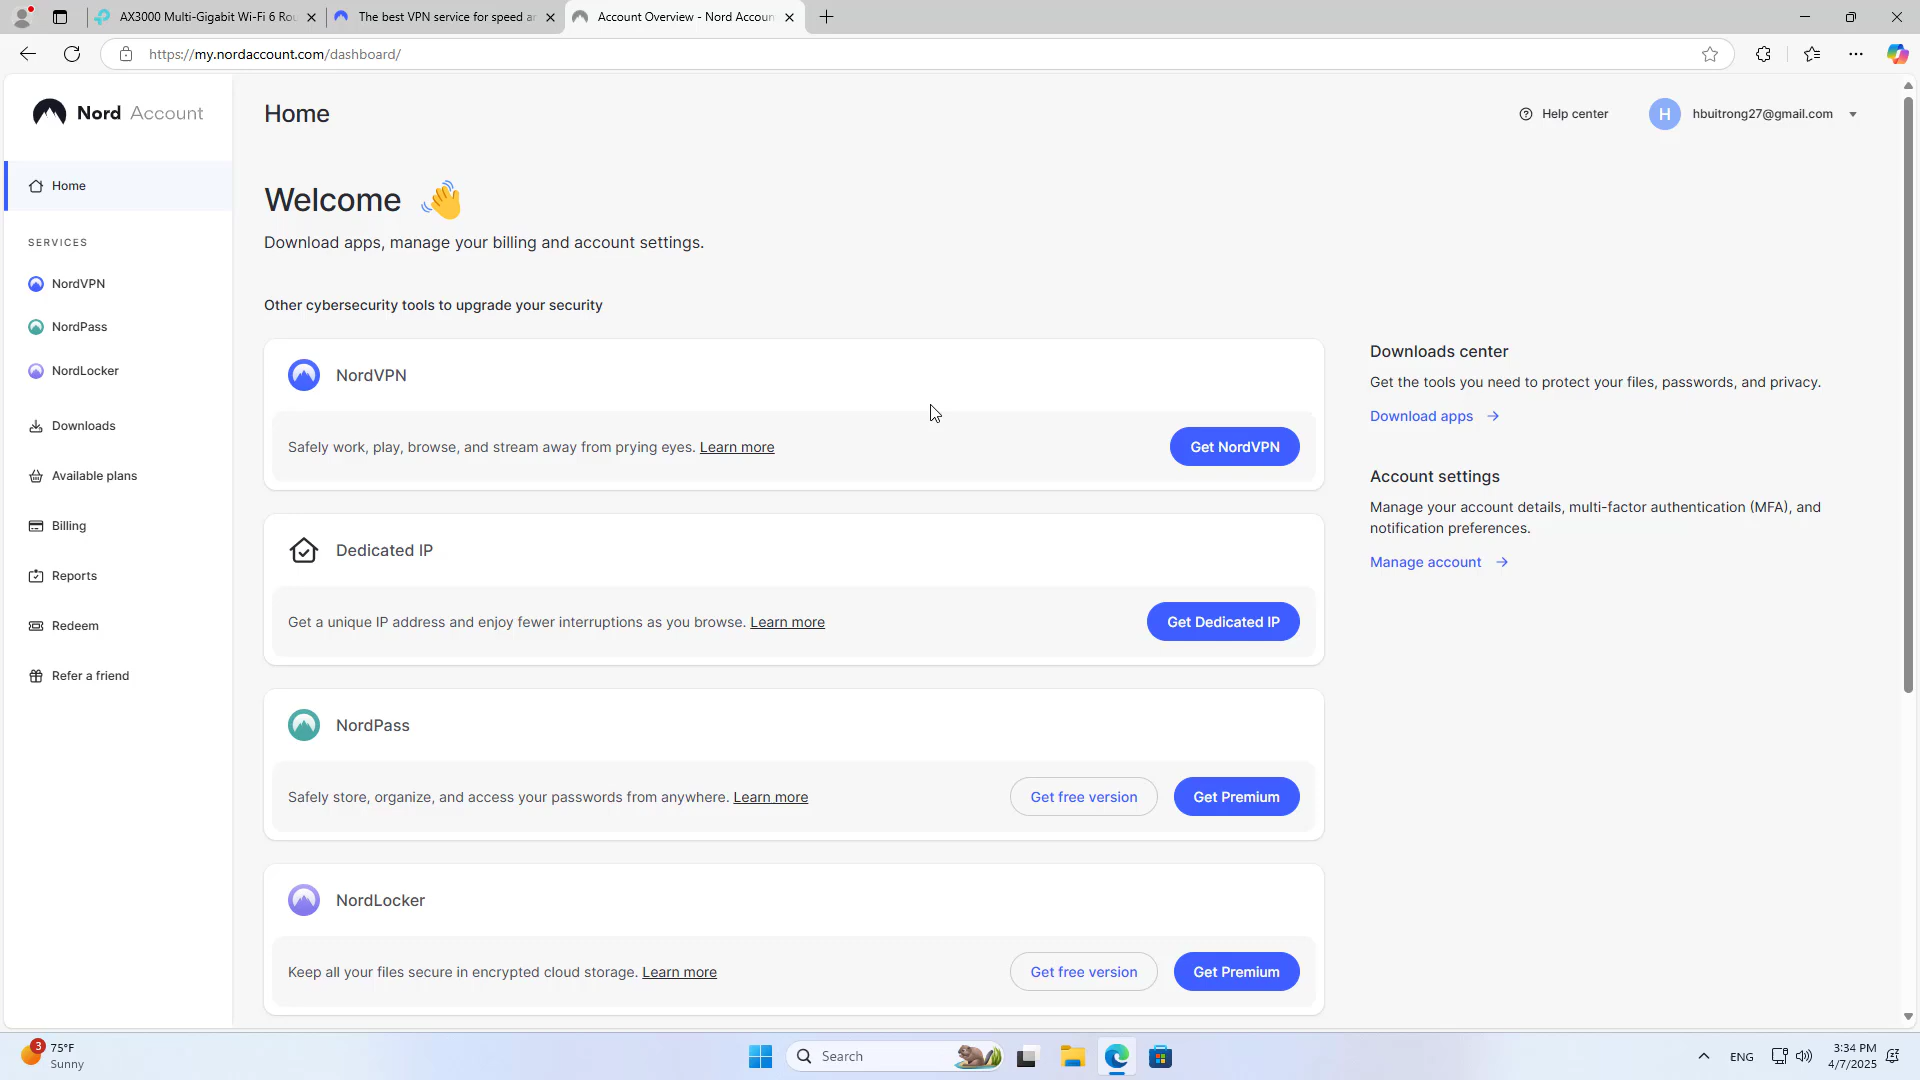 AX3000 Multi-Gigabit Wi-Fi 6 Rou
The best VPN service for speed an
Account Overview - Nord Accoun
https://my.nordaccount.com/dashboard/
Nord Account
Home
Help center
H
hbuitrong27@gmail.com
Home
SERVICES
NordVPN
NordPass
NordLocker
Downloads
Available plans
Billing
Reports
Redeem
Refer a friend
Welcome
Download apps, manage your billing and account settings.
Other cybersecurity tools to upgrade your security
NordVPN
Safely work, play, browse, and stream away from prying eyes. Learn more
Get NordVPN
Dedicated IP
Get a unique IP address and enjoy fewer interruptions as you browse. Learn more
Get Dedicated IP
NordPass
Safely store, organize, and access your passwords from anywhere. Learn more
Get free version
Get Premium
NordLocker
Keep all your files secure in encrypted cloud storage. Learn more
Get free version
Get Premium
Downloads center
Get the tools you need to protect your files, passwords, and privacy.
Download apps
Account settings
Manage your account details, multi-factor authentication (MFA), and
notification preferences.
Manage account
3
75°F
Sunny
Search
ENG
3:34 PM
4/7/2025